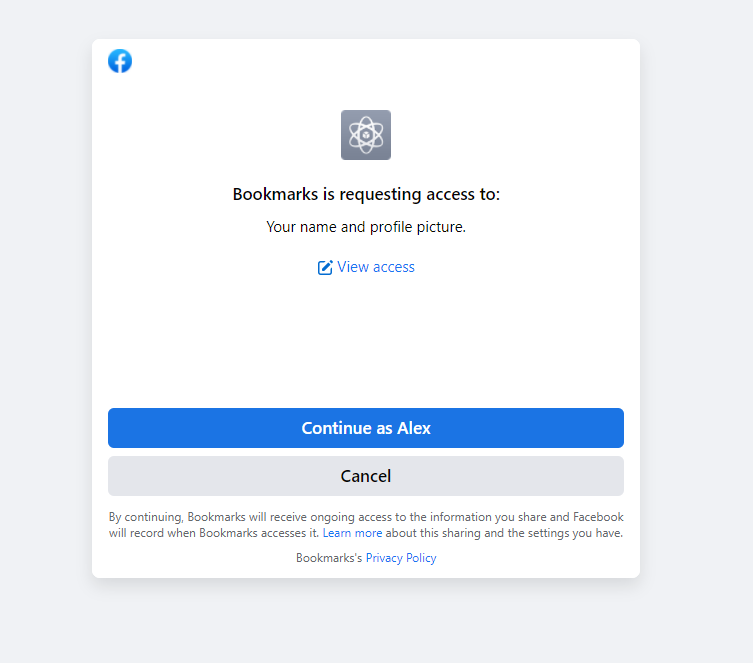 Bookmarks is requesting access to:
Your name and profile picture.
View access
Continue as Alex
Cancel
By continuing, Bookmarks will receive ongoing access to the information you share and Facebook
will record when Bookmarks accesses it. Learn more about this sharing and the settings you have.
Bookmarks's Privacy Policy